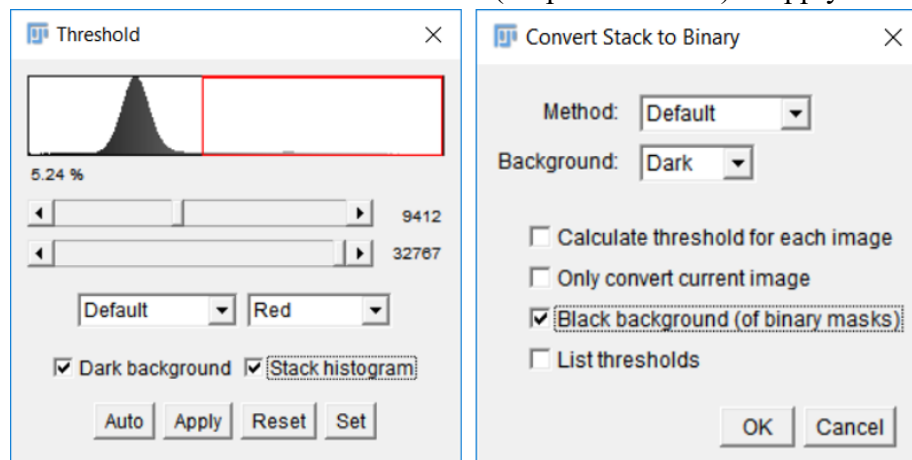 Threshold
5.24 %
9412
32767
Default Red
Dark background Stack histogram
Auto Apply Reset Set
Convert Stack to Binary
Method: Default
Background: Dark
Calculate threshold for each image
Only convert current image
Black background (of binary masks)
List thresholds
OK Cancel